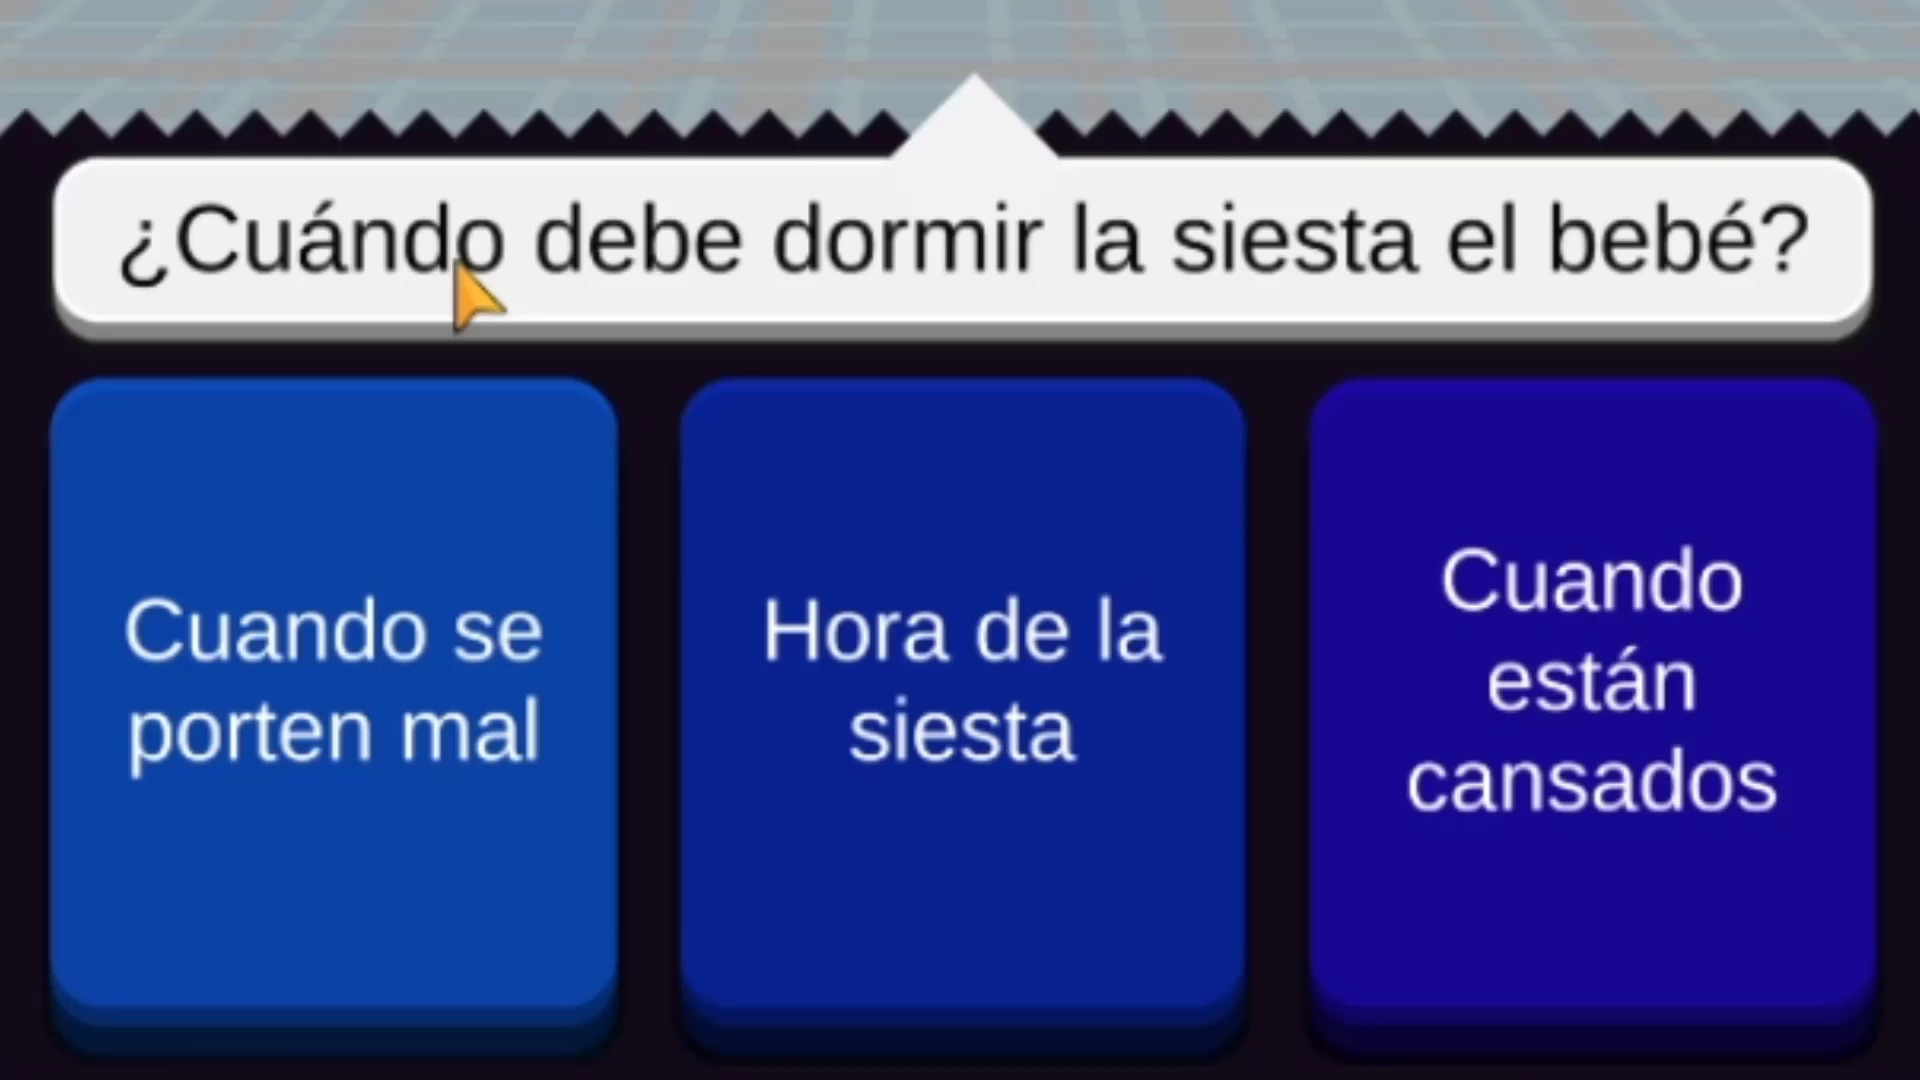 ¿Cuándo debe dormir la siesta el bebé?
Cuando se
porten mal
Hora de la
siesta
Cuando
están
cansados